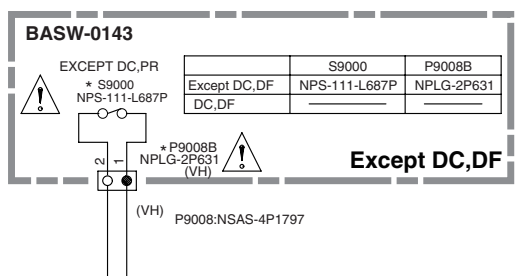 BASW-0143
EXCEPT DC,PR
* S9000
NPS-111-L687P
S9000 P9008B
Except DC,DF NPS-111-L687P NPLG-2P631
DC,DF
2 1
* P9008B
NPLG-2P631
(VH)
Except DC,DF
(VH)
P9008:NSAS-4P1797